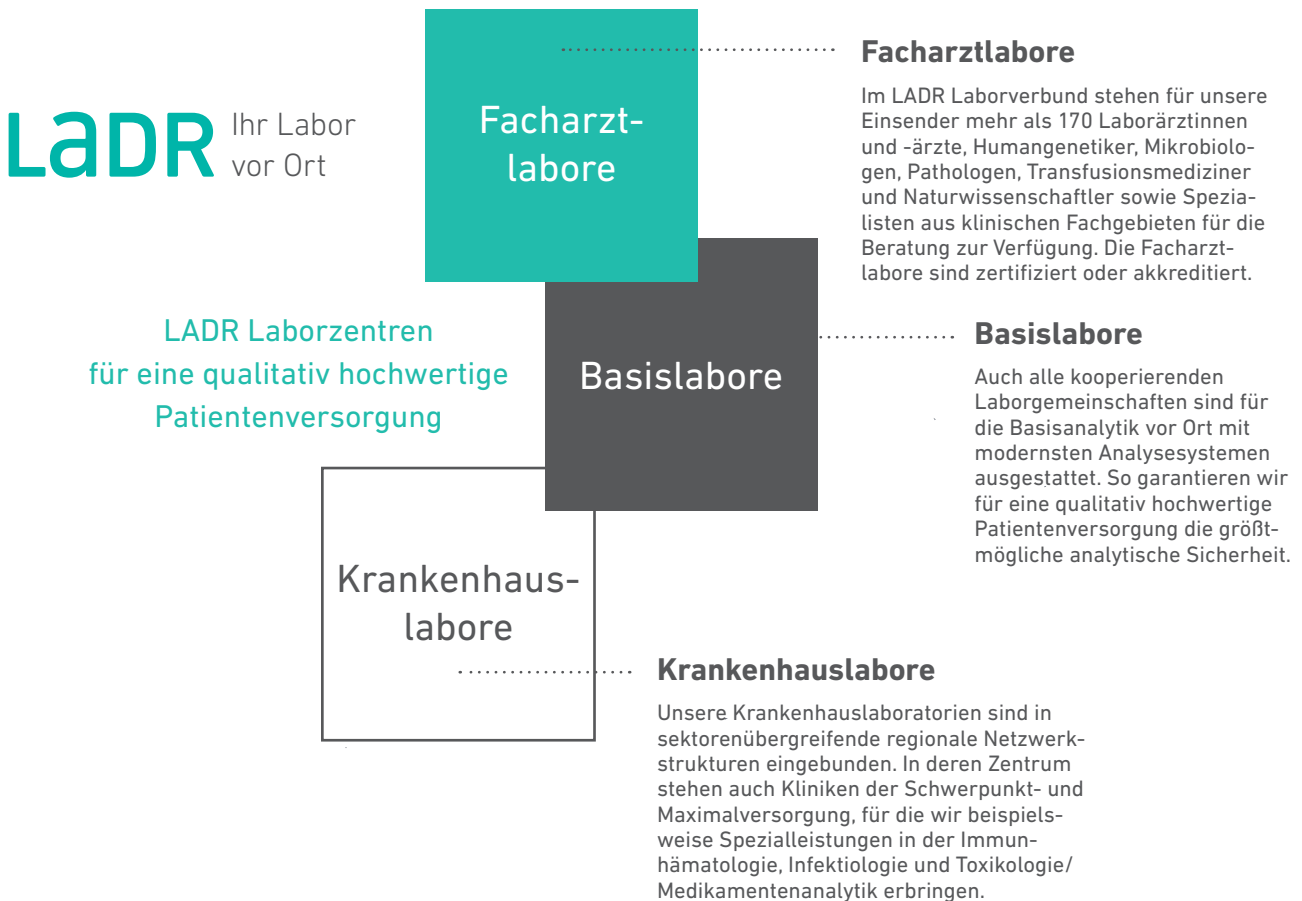 LaDR
Ihr Labor
vor Ort
LADR Laborzentren
für eine qualitativ hochwertige
Patientenversorgung
Facharzt-
labore
Basislabore
Krankenhaus-
labore
Facharztlabore
Im LADR Laborverbund stehen für unsere
Einsender mehr als 170 Laborärztinnen
und -ärzte, Humangenetiker, Mikrobiolo-
gen, Pathologen, Transfusionsmediziner
und Naturwissenschaftler sowie Spezia-
listen aus klinischen Fachgebieten für die
Beratung zur Verfügung. Die Facharzt-
labore sind zertifiziert oder akkreditiert.
Basislabore
Auch alle kooperierenden
Laborgemeinschaften sind für
die Basisanalytik vor Ort mit
modernsten Analysesystemen
ausgestattet. So garantieren wir
für eine qualitativ hochwertige
Patientenversorgung die größt-
mögliche analytische Sicherheit.
Krankenhauslabore
Unsere Krankenhauslaboratorien sind in
sektorenübergreifende regionale Netzwerk-
strukturen eingebunden. In deren Zentrum
stehen auch Kliniken der Schwerpunkt- und
Maximalversorgung, für die wir beispiels-
weise Spezialleistungen in der Immun-
hämatologie, Infektiologie und Toxikologie/
Medikamentenanalytik erbringen.